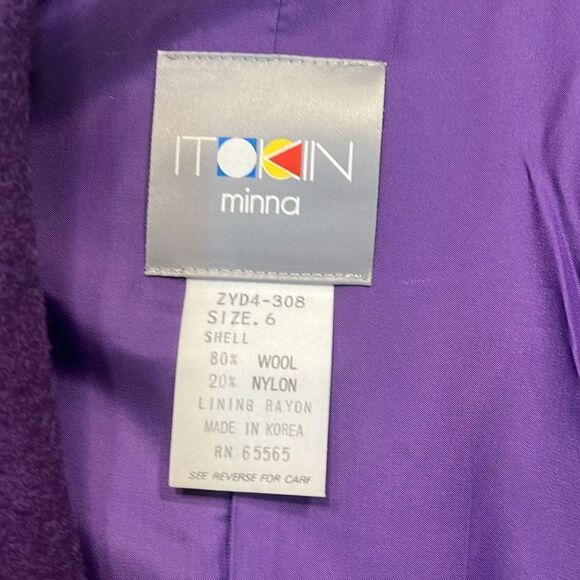 ITOKIN
minna
ZYD4-308
SIZE. 6
SHELL
80% WOOL
20% NYLON
LINING RAYON
MADE IN KOREA
RN 65565
SEE REVERSE FOR CARE